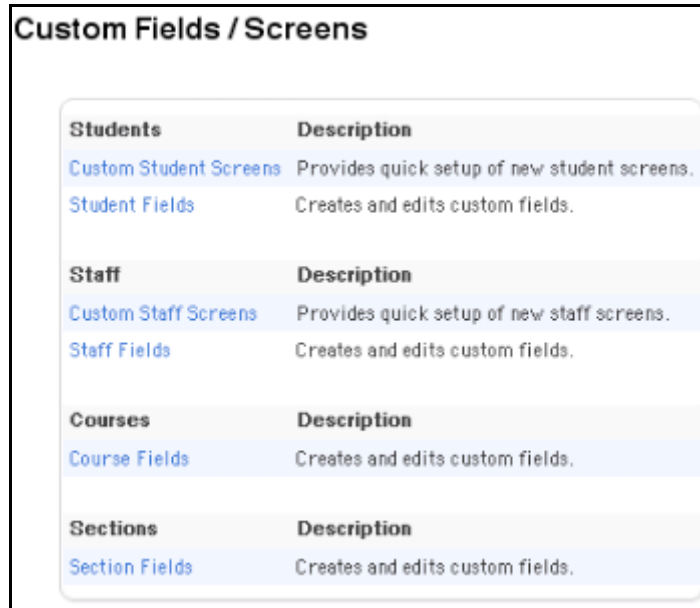 Custom Fields / Screens
Students Description
Custom Student Screens Provides quick setup of new student screens.
Student Fields Creates and edits custom fields.
Staff Description
Custom Staff Screens Provides quick setup of new staff screens.
Staff Fields Creates and edits custom fields.
Courses Description
Course Fields Creates and edits custom fields.
Sections Description
Section Fields Creates and edits custom fields.